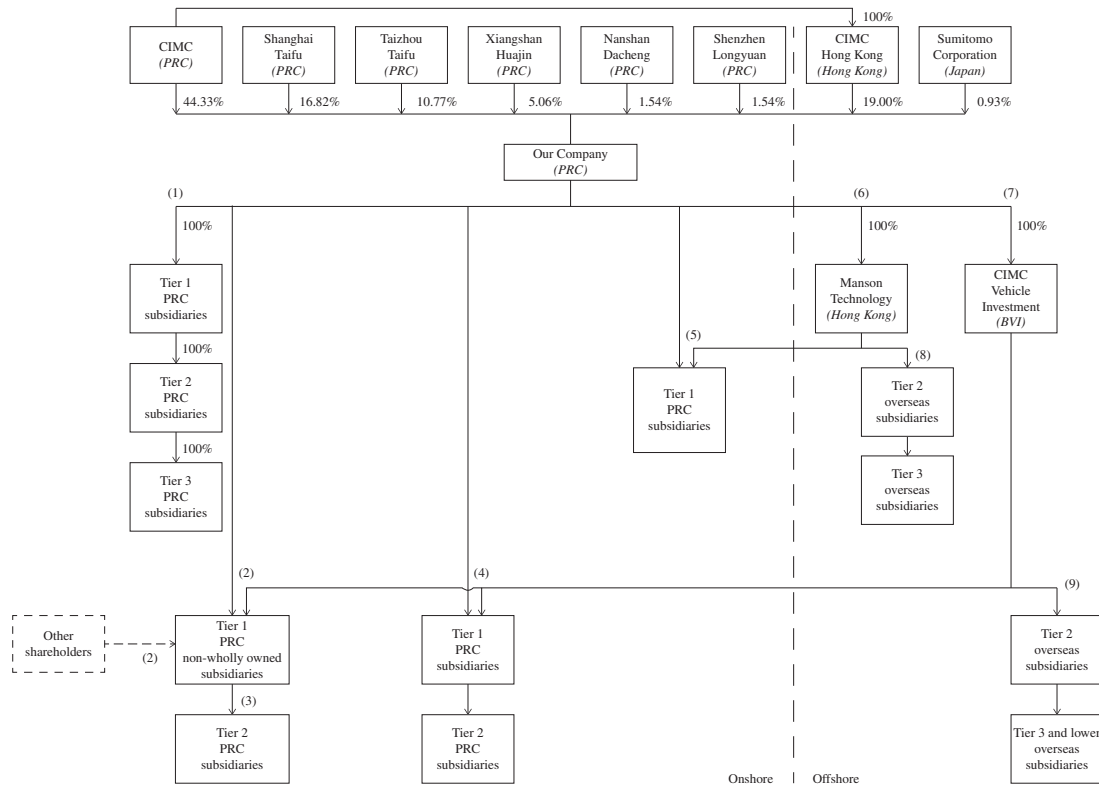 100%
CIMC
(PRC)
Shanghai
Taifu
(PRC)
Taizhou
Taifu
(PRC)
Xiangshan
Huajin
(PRC)
Nanshan
Dacheng
(PRC)
Shenzhen
Longyuan
(PRC)
CIMC
Hong Kong
(Hong Kong)
Sumitomo
Corporation
(Japan)
44.33%
16.82%
10.77%
5.06%
1.54%
1.54%
19.00%
0.93%
Our Company
(PRC)
(1)
(6)
(7)
100%
100%
100%
Tier 1
PRC
subsidiaries
Manson
Technology
(Hong Kong)
CIMC
Vehicle
Investment
(BVI)
100%
(5)
(8)
Tier 2
PRC
subsidiaries
Tier 1
PRC
subsidiaries
Tier 2
overseas
subsidiaries
100%
Tier 3
PRC
subsidiaries
Tier 3
overseas
subsidiaries
(2)
(4)
(9)
Other
shareholders
(2)
Tier 1
PRC
non-wholly owned
subsidiaries
Tier 1
PRC
subsidiaries
Tier 2
overseas
subsidiaries
(3)
Tier 2
PRC
subsidiaries
Tier 2
PRC
subsidiaries
Tier 3 and lower
overseas
subsidiaries
Onshore
Offshore